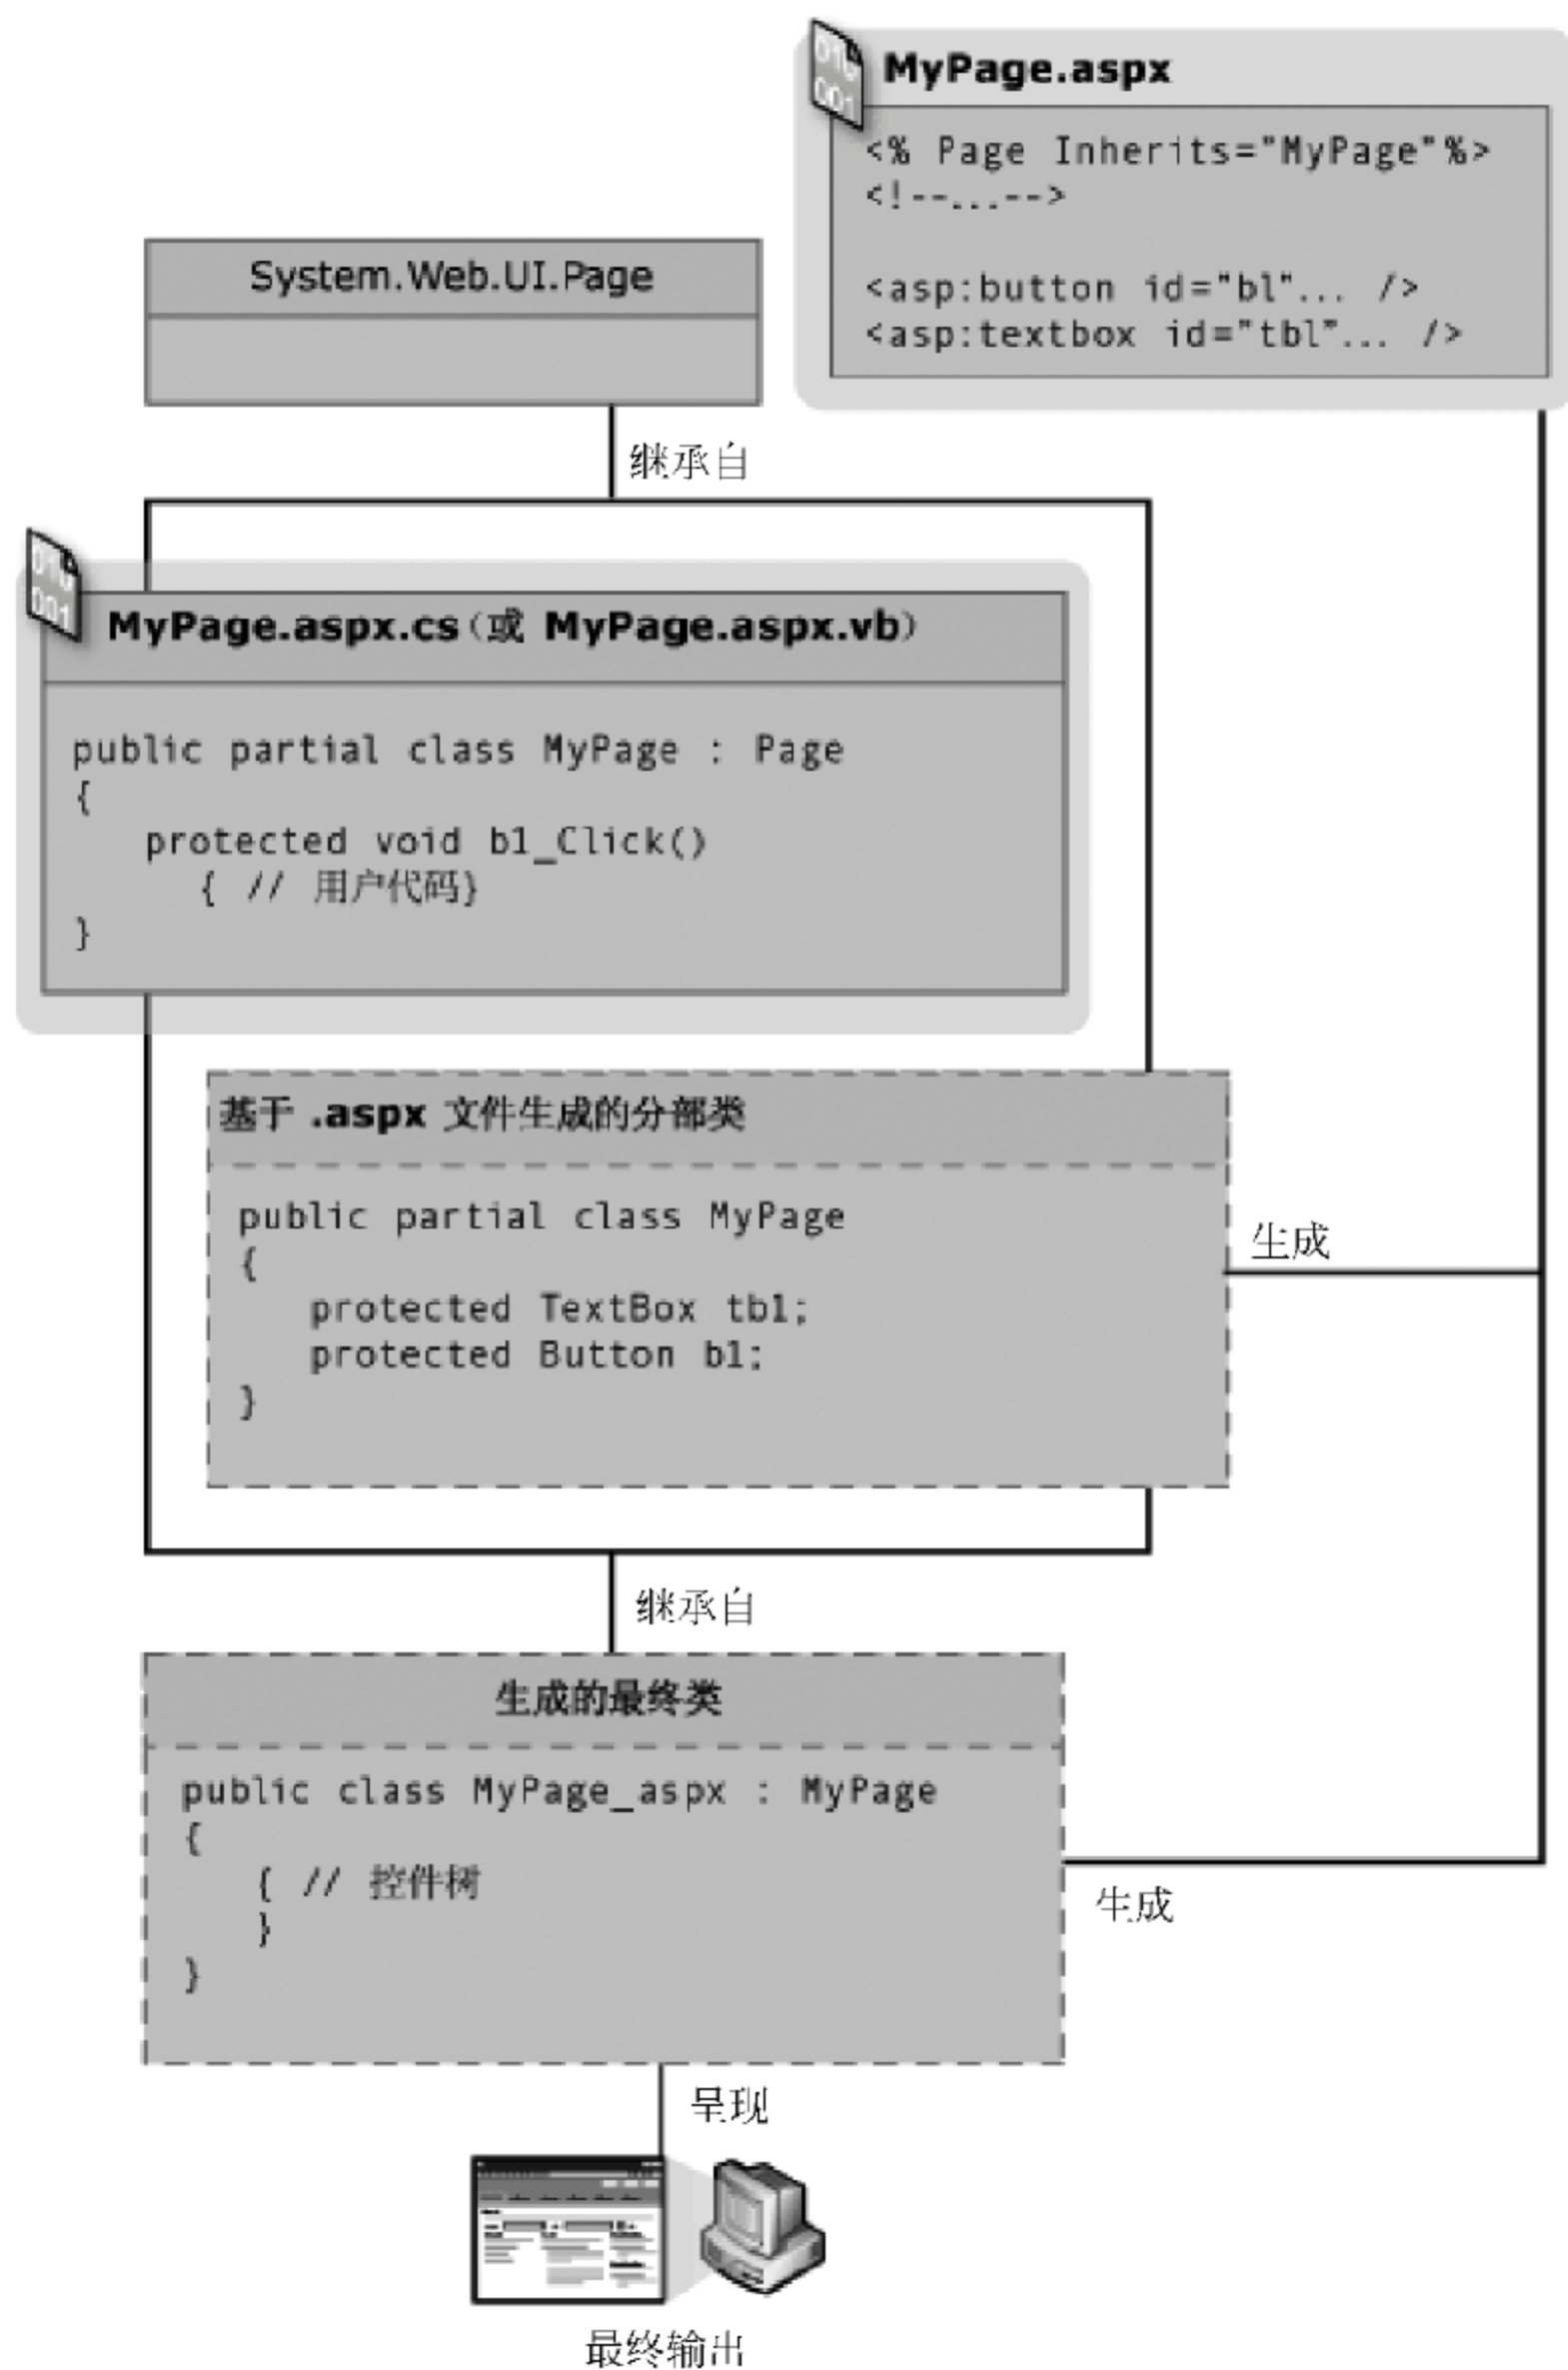 MyPage.aspx
<% Page Inherits="MyPage"%>
<!--...-->
<asp:button id="bl"... />
<asp:textbox id="tbl"... />
System.Web.UI.Page
继承自
MyPage.aspx.cs(或 MyPage.aspx.vb)
public partial class MyPage : Page
{
protected void b1_Click()
{ // 用户代码}
}
基于 .aspx 文件生成的分部类
public partial class MyPage
{
protected TextBox tb1;
protected Button b1;
}
生成
继承自
生成的最终类
public class MyPage_aspx : MyPage
{
{ // 控件树
}
}
生成
呈现
最终输出